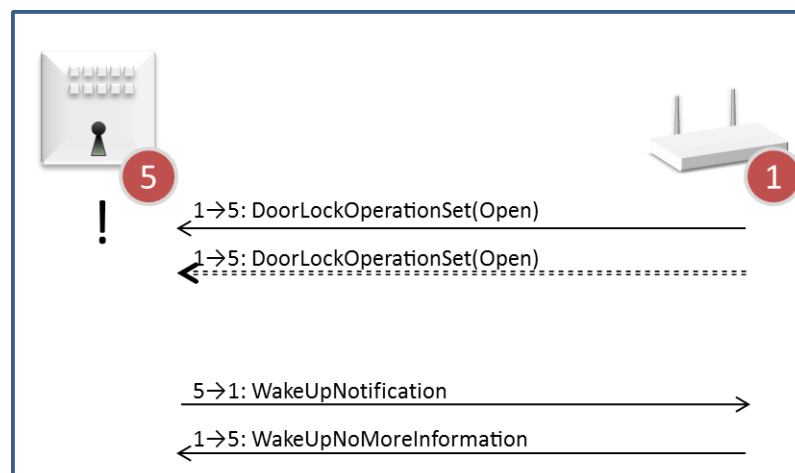 5
1
!
1→5: DoorLockOperationSet(Open)
1→5: DoorLockOperationSet(Open)
5→1: WakeUpNotification
1→5: WakeUpNoMoreInformation